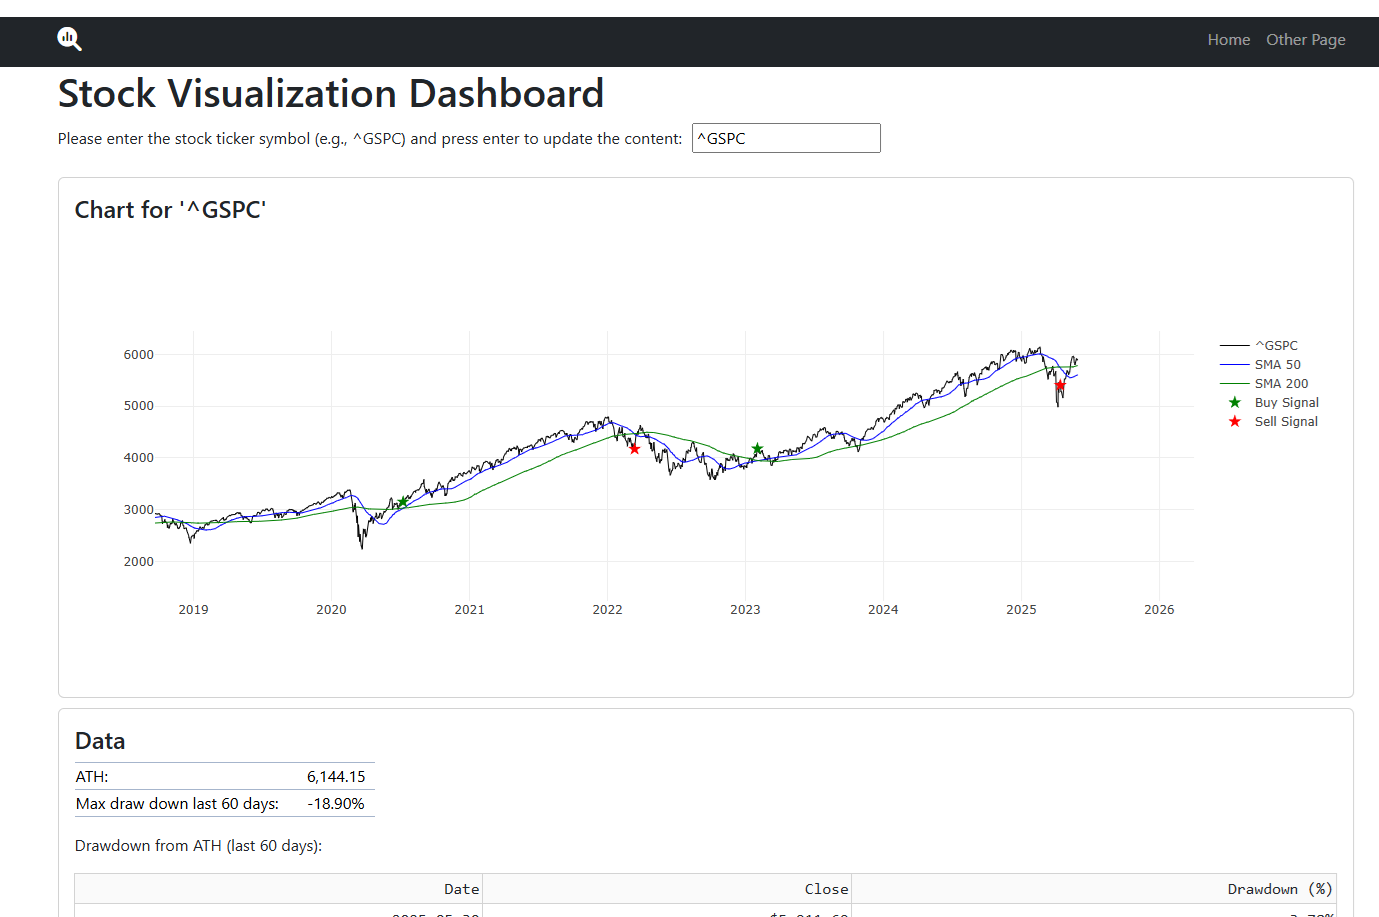 Home Other Page
Stock Visualization Dashboard
Please enter the stock ticker symbol (e.g., ^GSPC) and press enter to update the content: ^GSPC
Chart for '^GSPC'
6000
5000
4000
3000
2000
2019 2020 2021 2022 2023 2024 2025 2026
^GSPC
SMA 50
SMA 200
Buy Signal
Sell Signal
Data
ATH: 6,144.15
Max draw down last 60 days: -18.90%
Drawdown from ATH (last 60 days):
Date Close Drawdown (%)